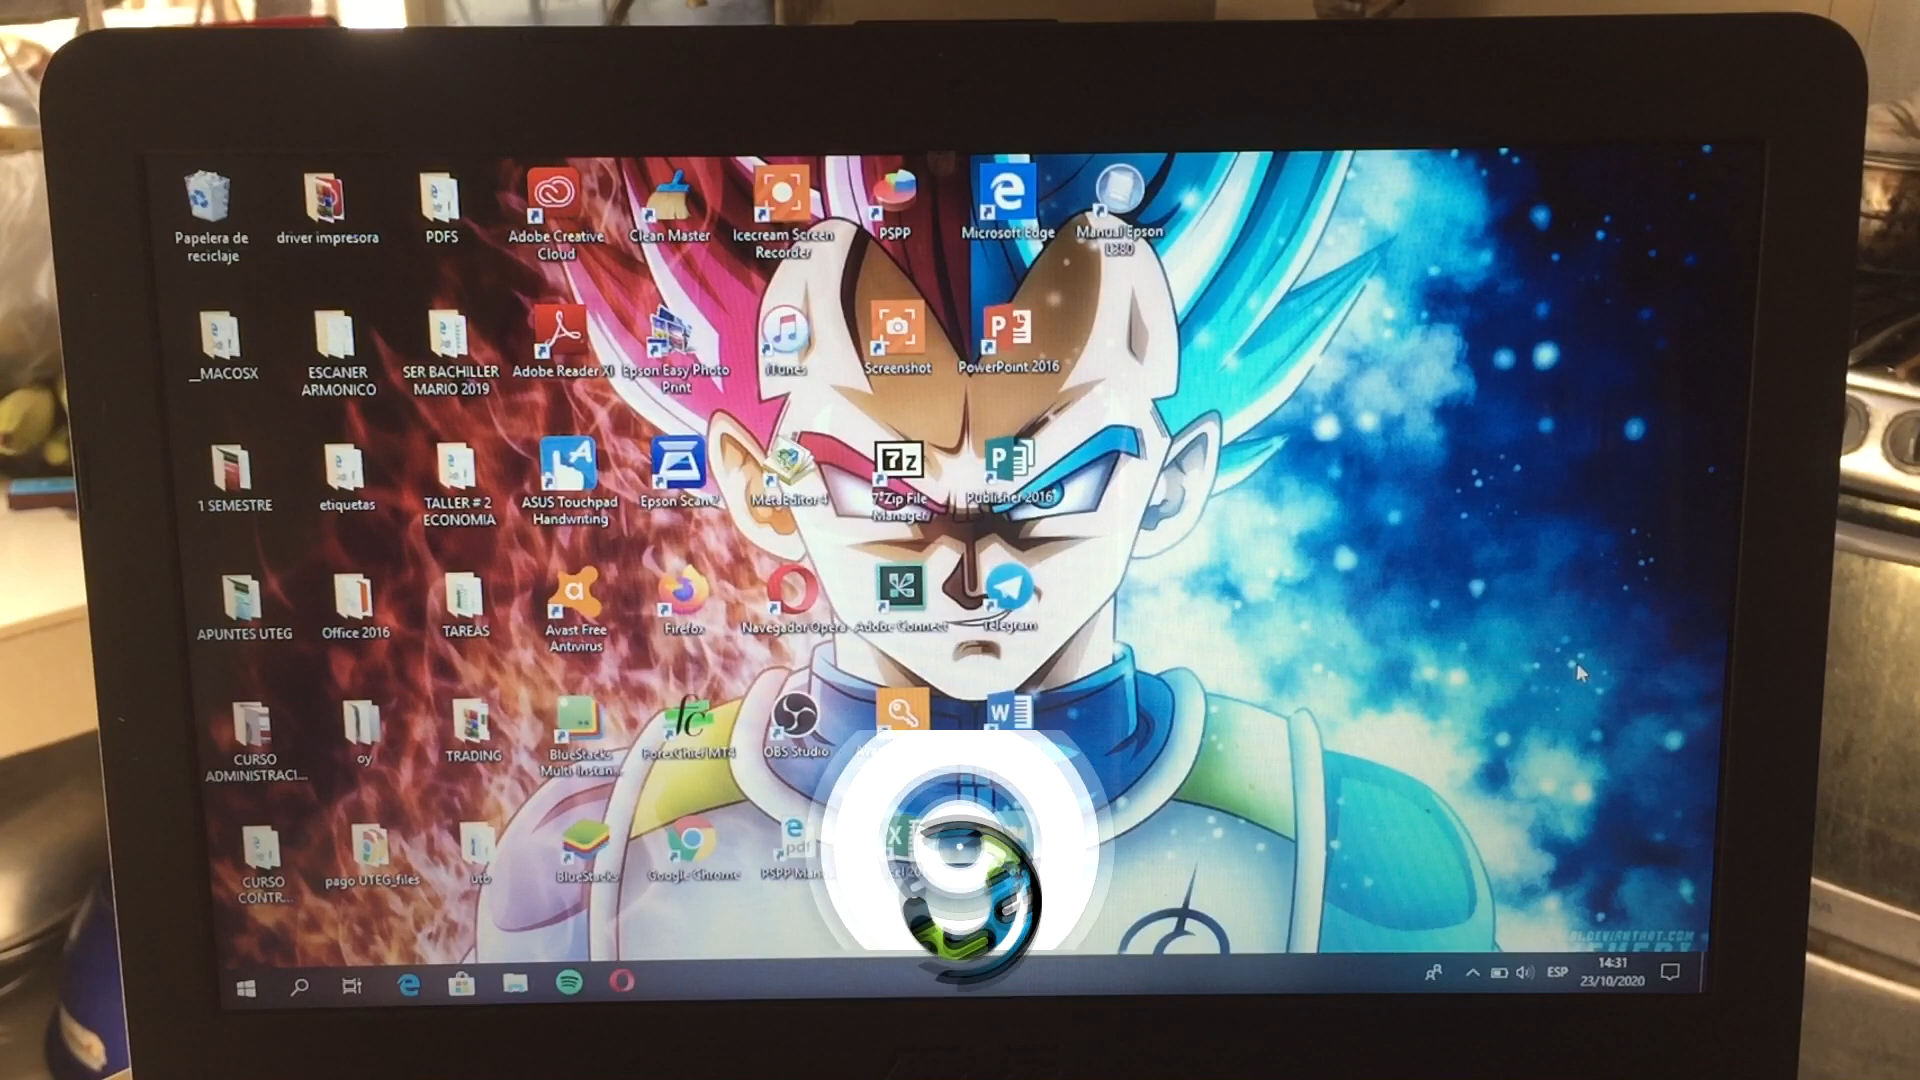 Papelera de
reciclaje
driver impresora
PDFS
Adobe Creative
Cloud
Clean Master
Icecream Screen
Recorder
PSPP
Microsoft Edge
Manual Epson
L380
__MACOSX
ESCANER
ARMONICO
SER BACHILLER
MARIO 2019
Adobe Reader XI
Epson Easy Photo
Print
iTunes
Screenshot
PowerPoint 2016
1 SEMESTRE
etiquetas
TALLER # 2
ECONOMIA
ASUS Touchpad
Handwriting
Epson Scan 2
MetaEditor 4
7-Zip File
Manager
Publisher 2016
APUNTES UTEG
Office 2016
TAREAS
Avast Free
Antivirus
Firefox
Navegador Opera
Adobe Connect
Telegram
CURSO
ADMINISTRACI...
oy
TRADING
BlueStacks
Multi-Instan...
ForexChief MT4
OBS Studio
CURSO
CONTR...
pago UTEG_files
utb
BlueStacks
Google Chrome
PSPP
ESP
14:31
23/10/2020